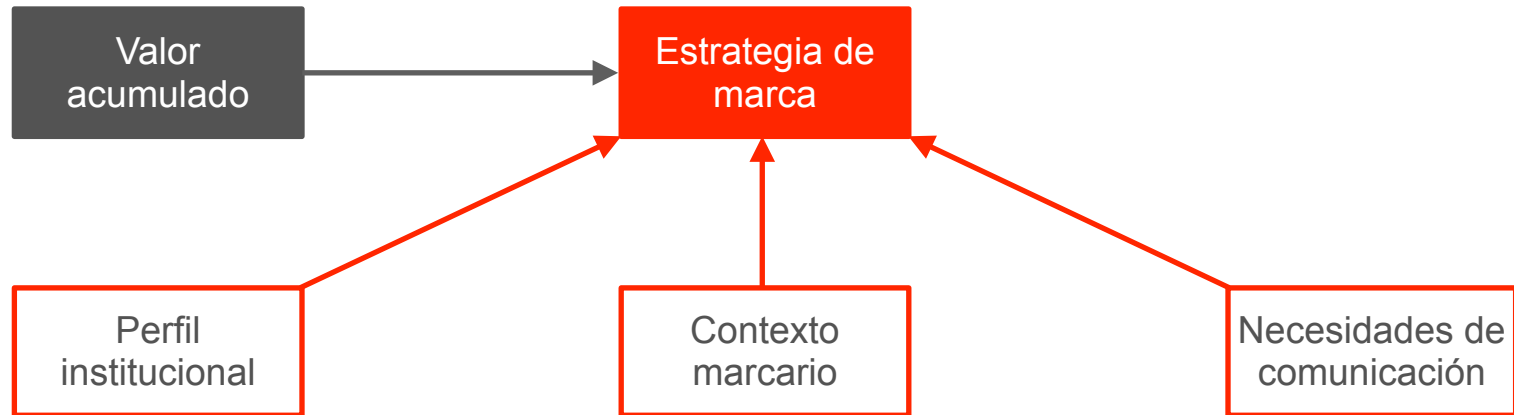 Valor
acumulado
Estrategia de
marca
Perfil
institucional
Contexto
marcario
Necesidades de
comunicación